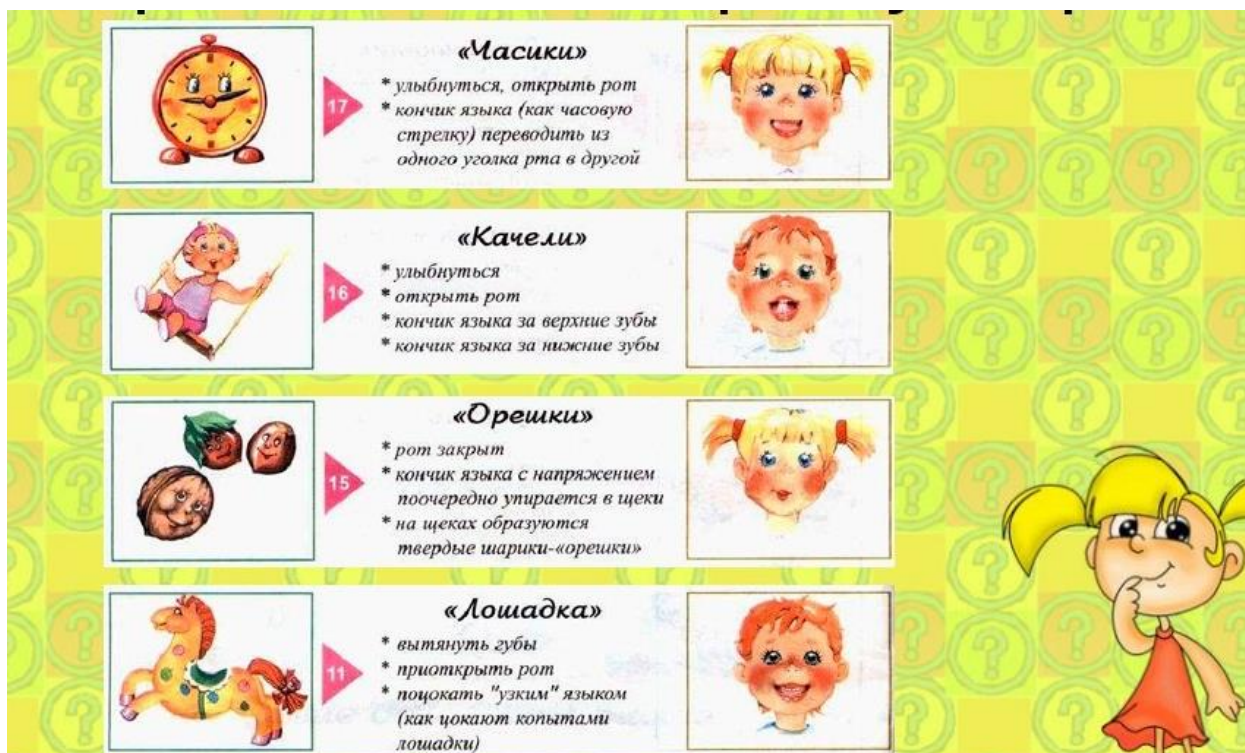 «Часики»
17
* улыбнуться, открыть рот
* кончик языка (как часовую
стрелку) переводить из
одного уголка рта в другой
«Качели»
16
* улыбнуться
* открыть рот
* кончик языка за верхние зубы
* кончик языка за нижние зубы
«Орешки»
15
* рот закрыт
* кончик языка с напряжением
поочередно упирается в щеки
* на щеках образуются
твердые шарики-«орешки»
«Лошадка»
11
* вытянуть губы
* приоткрыть рот
* поцокать "узким" языком
(как цокают копытами
лошадки)